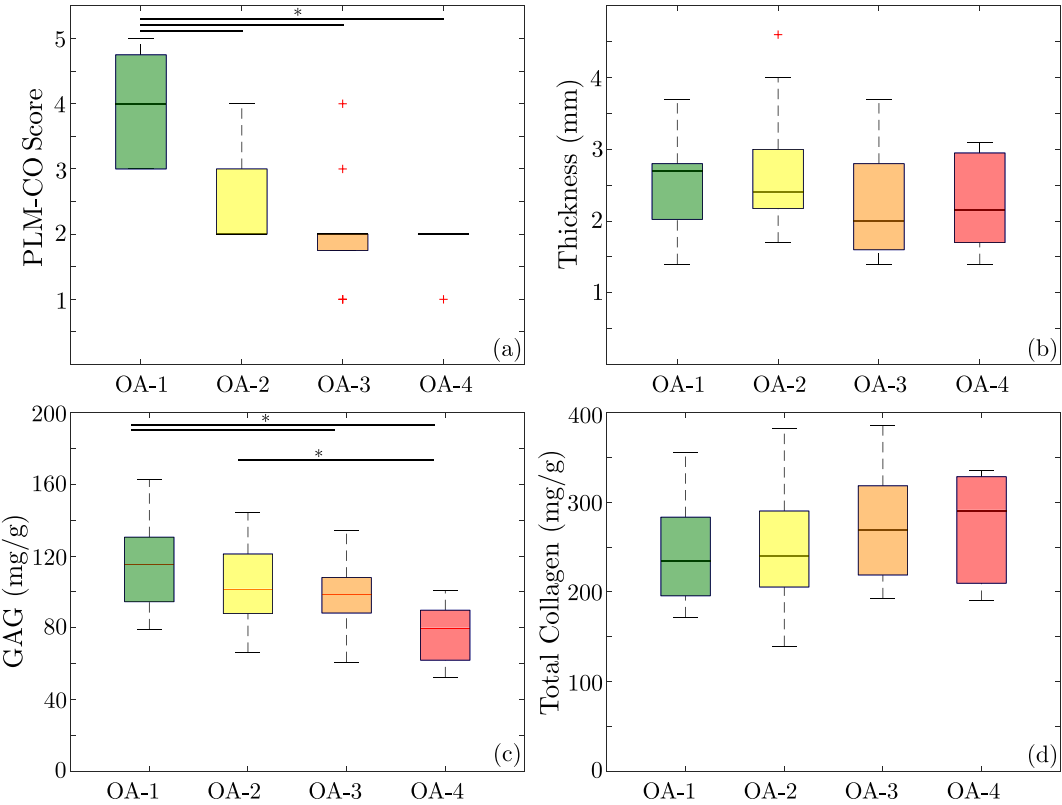 *
5
4
3
2
1
PLM-CO Score
OA-1 OA-2 OA-3 OA-4
(a)
4
3
2
1
Thickness (mm)
OA-1 OA-2 OA-3 OA-4
(b)
*
*
200
160
120
80
40
0
GAG (mg/g)
OA-1 OA-2 OA-3 OA-4
(c)
400
300
200
100
0
Total Collagen (mg/g)
OA-1 OA-2 OA-3 OA-4
(d)